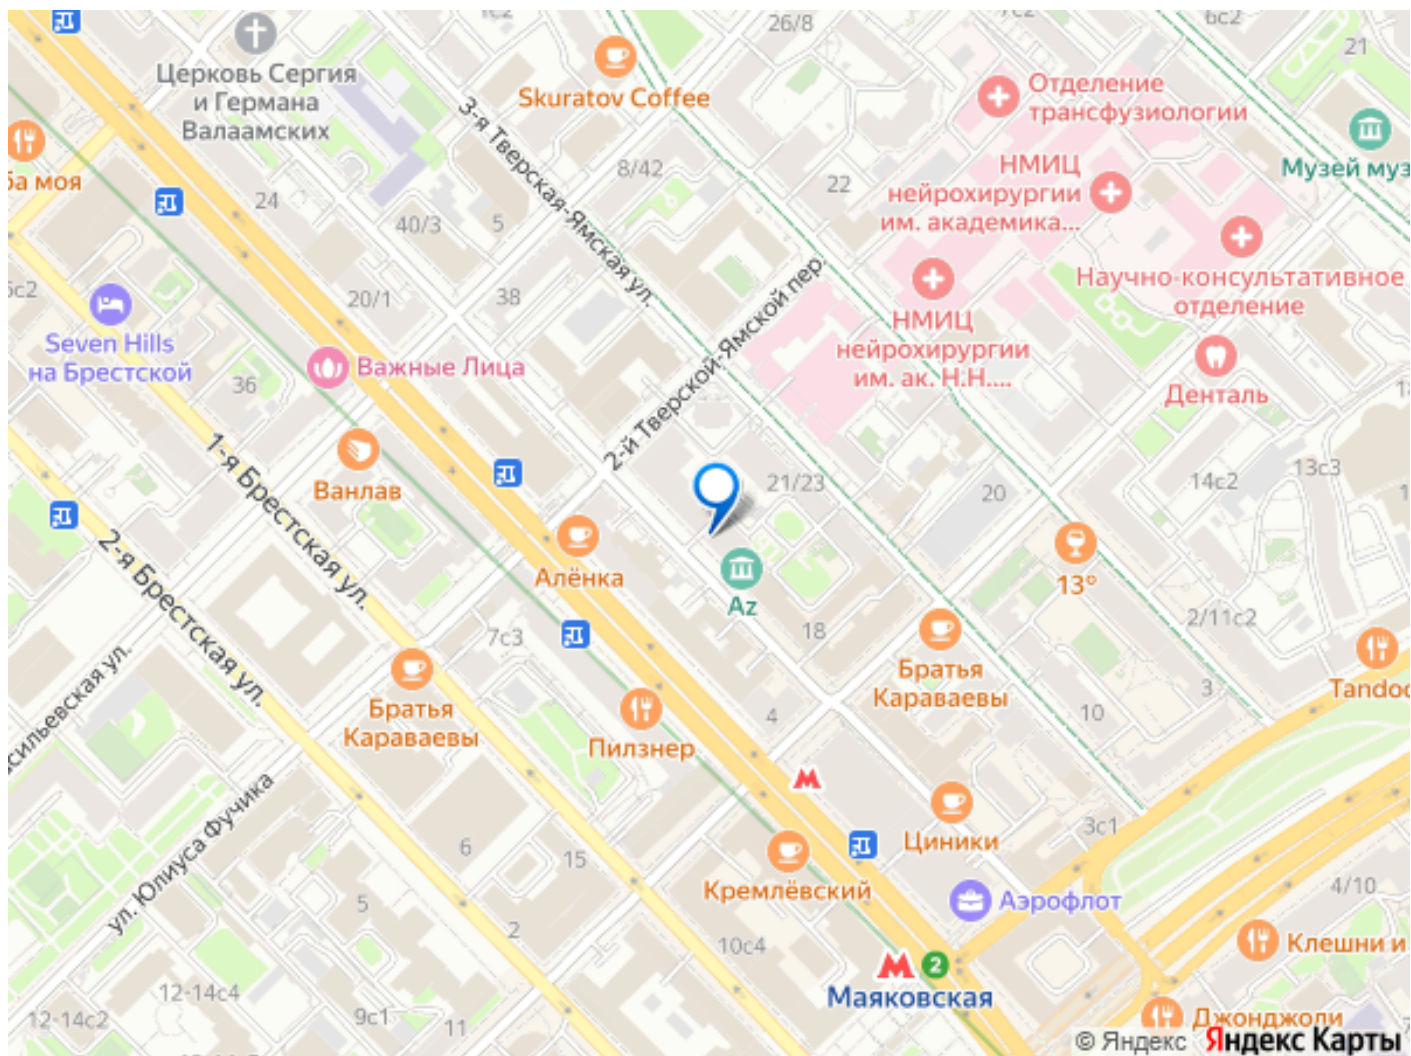 26/8
6с2
21
Церковь Сергия
и Германа
Валаамских
Skuratov Coffee
Отделение
трансфузиологии
3-я Тверская-Ямская ул.
8/42
22
НМИЦ
нейрохирургии
им. академика...
Музей муз
ба моя
24
40/3
5
Научно-консультативное
отделение
20/1
38
2-й Тверской-Ямской пер.
НМИЦ
нейрохирургии
им. ак. Н.Н....
Seven Hills
на Брестской
Важные Лица
36
Денталь
1-я Брестская ул.
Ванлав
21/23
20
14с2
13с3
2-я Брестская ул.
Алёнка
Az
13°
7с3
18
2/11с2
Братья
Караваевы
Братья
Караваевы
3
Tandoo
сильевская ул.
Пилзнер
4
10
М
ул. Юлиуса Фучика
6
15
Циники
3с1
Кремлёвский
5
Аэрофлот
4/10
2
10с4
Клешни и
М 2
Маяковская
12-14с4
12-14с2
9с1
11
Джонджоли
© Яндекс Яндекс Карты